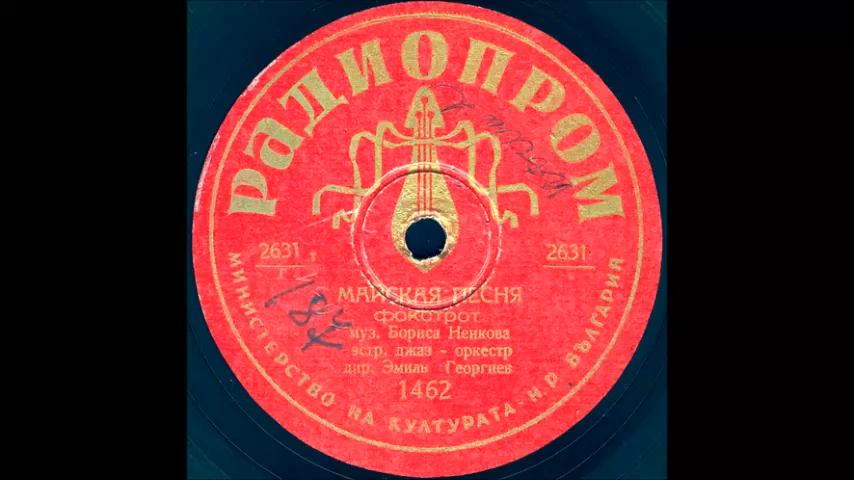 РАДИОПРОМ
2631 2631
Г Г
МАЙСКАЯ ПЕСНЯ
фокстрот
муз. Бориса Ненкова
эстр. джаз - оркестр
дир. Эмиль Георгиев
1462
МИНИСТЕРСТВО НА КУЛТУРАТА - Н.Р. БЪЛГАРИЯ
187